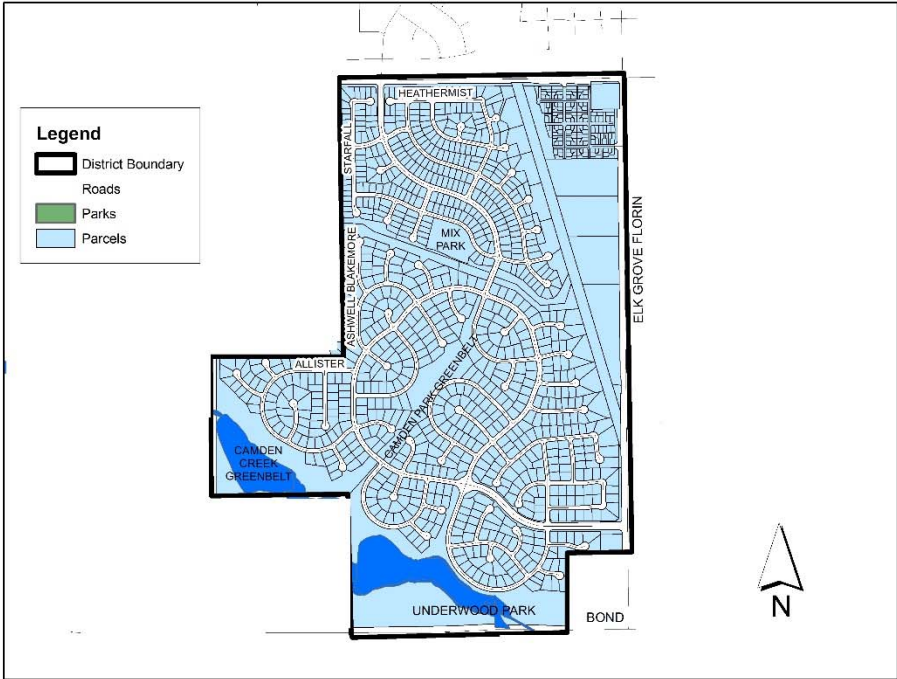 Legend
District Boundary
Roads
Parks
Parcels
HEATHERMIST
STARFALL
MIX
PARK
ELK GROVE FLORIN
ASHWELL BLAKEMORE
ALLISTER
CAMDEN PARK GREENBELT
CAMDEN
CREEK
GREENBELT
UNDERWOOD PARK
BOND
N